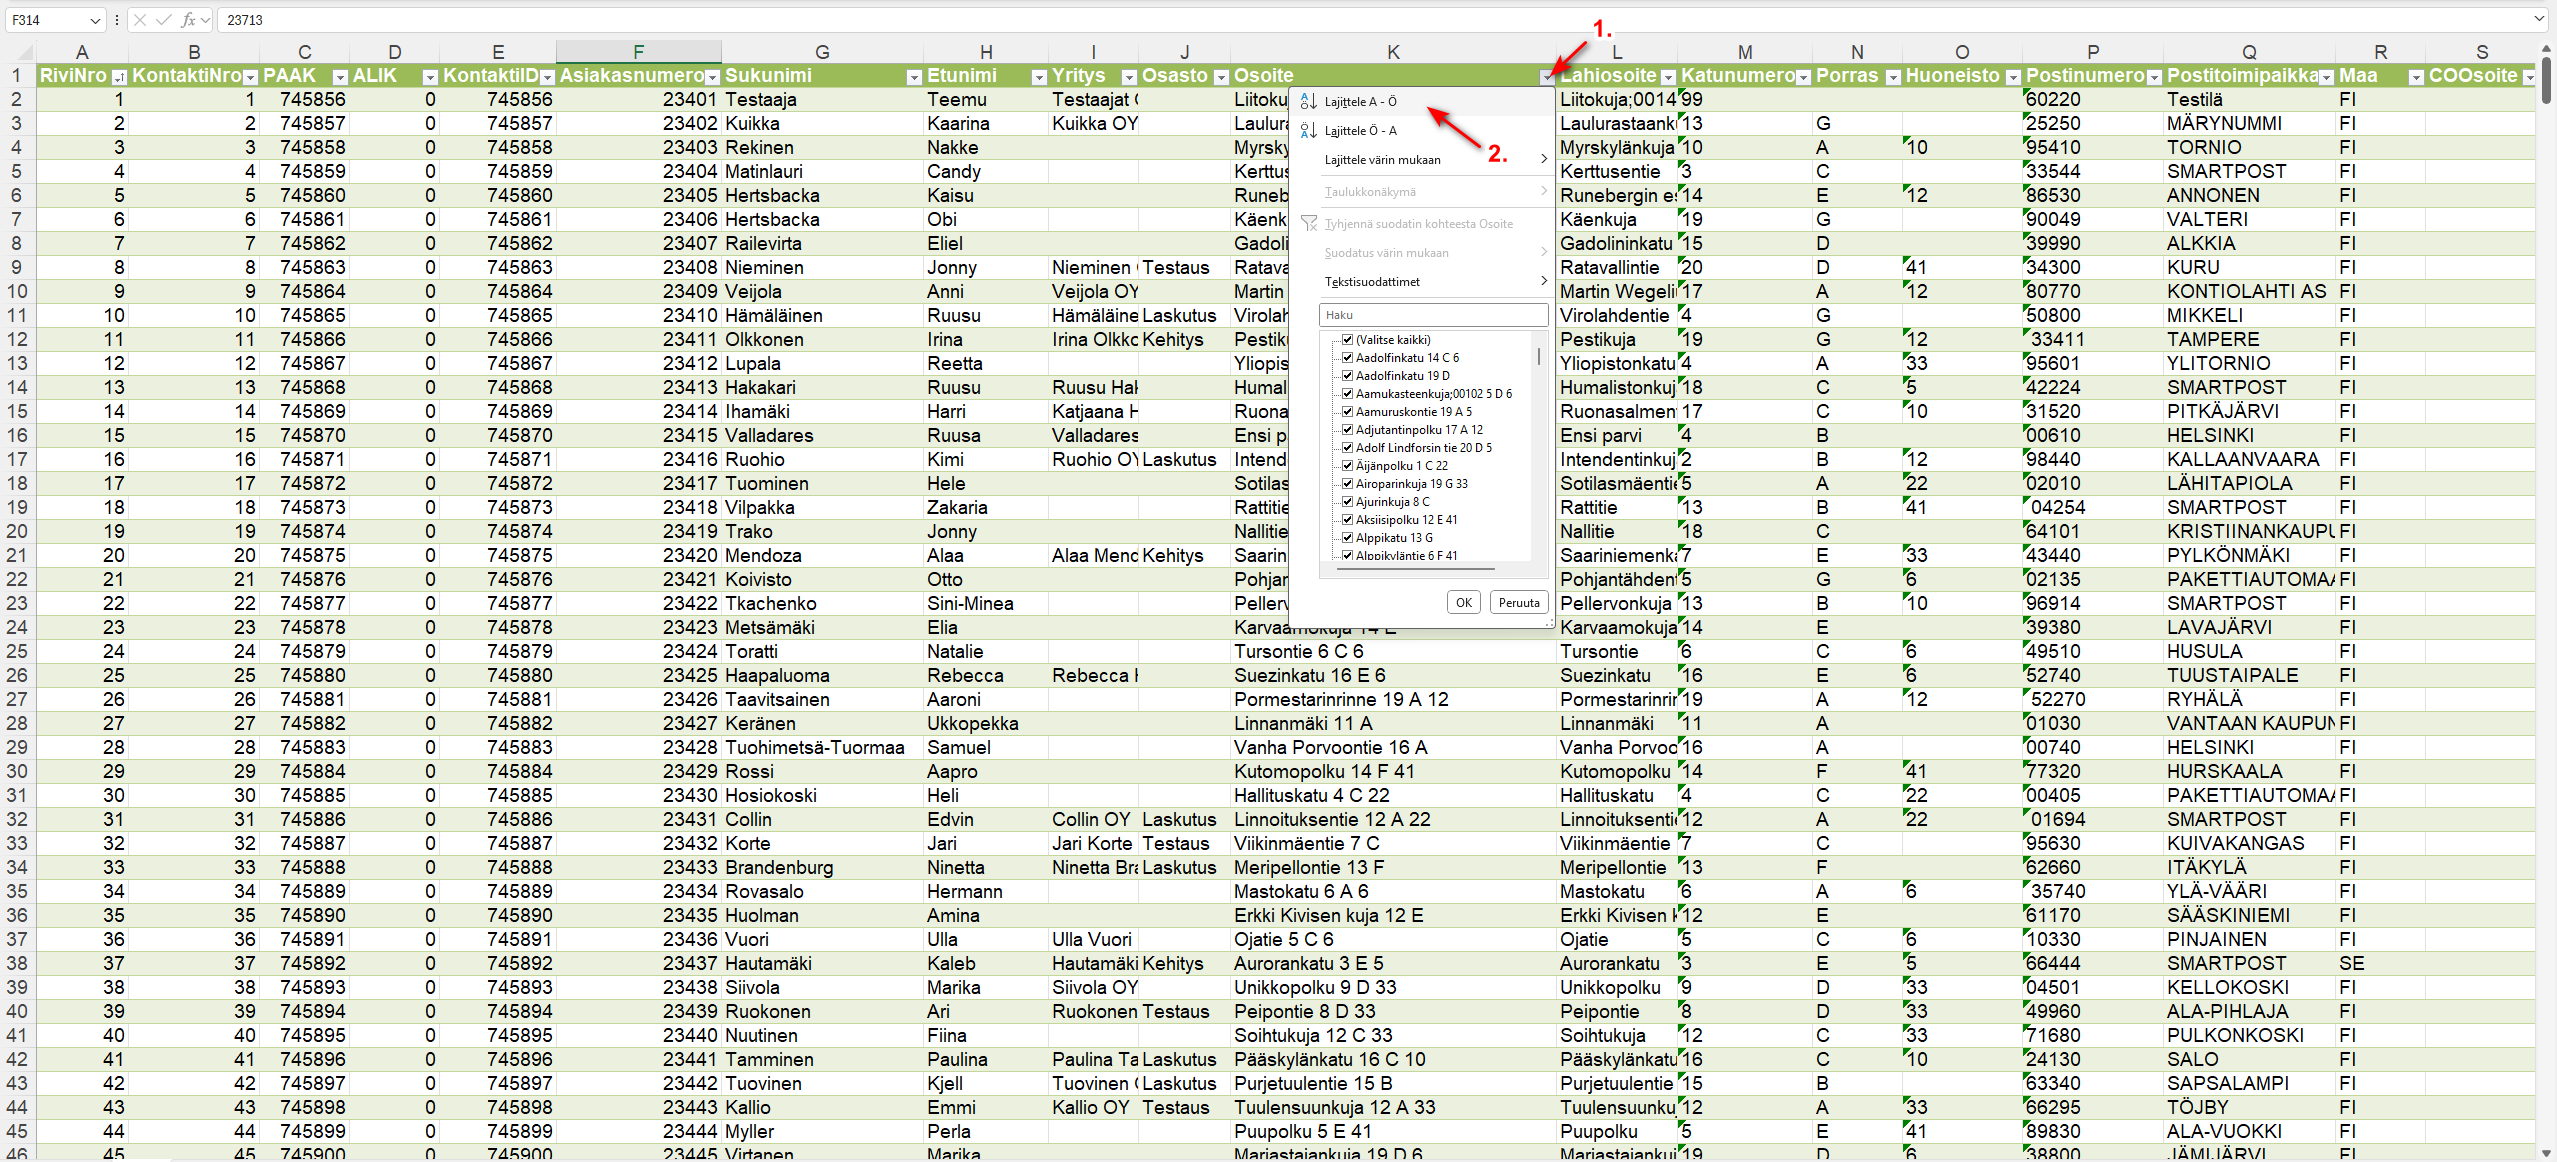 F314 fx 23713
1.
A B C D E F G H I J K L M N O P Q R S
1 RiviNro KontaktiNro PAAK ALIK KontaktiID Asiakasnumero Sukunimi Etunimi Yritys Osasto Osoite Lahiosoite Katunumero Porras Huoneisto Postinumero Postitoimipaikka Maa COOsoite
2 1 1 745856 0 745856 23401 Testaaja Teemu Testaajat Liitoku Liitokuja;0014 99 60220 Testilä FI
3 2 2 745857 0 745857 23402 Kuikka Kaarina Kuikka OY Laulura Laulurastaank 13 G 25250 MÄRYNUMMI FI
4 3 3 745858 0 745858 23403 Rekinen Nakke Myrsky Myrskylänkuja 10 A 10 95410 TORNIO FI
5 4 4 745859 0 745859 23404 Matinlauri Candy Kerttus Kerttusentie 3 C 33544 SMARTPOST FI
6 5 5 745860 0 745860 23405 Hertsbacka Kaisu Runeb Runebergin es 14 E 12 86530 ANNONEN FI
7 6 6 745861 0 745861 23406 Hertsbacka Obi Käenk Käenkuja 19 G 90049 VALTERI FI
8 7 7 745862 0 745862 23407 Railevirta Eliel Gadoli Gadolininkatu 15 D 39990 ALKKIA FI
9 8 8 745863 0 745863 23408 Nieminen Jonny Nieminen Testaus Ratava Ratavallintie 20 D 41 34300 KURU FI
10 9 9 745864 0 745864 23409 Veijola Anni Veijola OY Martin Martin Wegeli 17 A 12 80770 KONTIOLAHTI AS FI
11 10 10 745865 0 745865 23410 Hämäläinen Ruusu Hämäläine Laskutus Virolah Virolahdentie 4 G 50800 MIKKELI FI
12 11 11 745866 0 745866 23411 Olkkonen Irina Irina Olkko Kehitys Pestik Pestikuja 19 G 12 33411 TAMPERE FI
13 12 12 745867 0 745867 23412 Lupala Reetta Yliopis Yliopistonkatu 4 A 33 95601 YLITORNIO FI
14 13 13 745868 0 745868 23413 Hakakari Ruusu Ruusu Hal Humal Humalistonkuj 18 C 5 42224 SMARTPOST FI
15 14 14 745869 0 745869 23414 Ihamäki Harri Katjaana H Ruona Ruonasalmen 17 C 10 31520 PITKÄJÄRVI FI
16 15 15 745870 0 745870 23415 Valladares Ruusa Valladares Ensi p Ensi parvi 4 B 00610 HELSINKI FI
17 16 16 745871 0 745871 23416 Ruohio Kimi Ruohio OY Laskutus Intend Intendentinkuj 2 B 12 98440 KALLAANVAARA FI
18 17 17 745872 0 745872 23417 Tuominen Hele Sotilas Sotilasmäentie 5 A 22 02010 LÄHITAPIOLA FI
19 18 18 745873 0 745873 23418 Vilpakka Zakaria Rattitie Rattitie 13 B 41 04254 SMARTPOST FI
20 19 19 745874 0 745874 23419 Trako Jonny Nallitie Nallitie 18 C 64101 KRISTIINANKAUPU FI
21 20 20 745875 0 745875 23420 Mendoza Alaa Alaa Menc Kehitys Saarin Saariniemenka 7 E 33 43440 PYLKÖNMÄKI FI
22 21 21 745876 0 745876 23421 Koivisto Otto Pohjan Pohjantähdent 5 G 6 02135 PAKETTIAUTOMAA FI
23 22 22 745877 0 745877 23422 Tkachenko Sini-Minea Pellerv Pellervonkuja 13 B 10 96914 SMARTPOST FI
24 23 23 745878 0 745878 23423 Metsämäki Elia Karvaamokuja 14 E Karvaamokuja 14 E 39380 LAVAJÄRVI FI
25 24 24 745879 0 745879 23424 Toratti Natalie Tursontie 6 C 6 Tursontie 6 C 6 49510 HUSULA FI
26 25 25 745880 0 745880 23425 Haapaluoma Rebecca Rebecca Suezinkatu 16 E 6 Suezinkatu 16 E 6 52740 TUUSTAIPALE FI
27 26 26 745881 0 745881 23426 Taavitsainen Aaroni Pormestarinrinne 19 A 12 Pormestarinrir 19 A 12 52270 RYHÄLÄ FI
28 27 27 745882 0 745882 23427 Keränen Ukkopekka Linnanmäki 11 A Linnanmäki 11 A 01030 VANTAAN KAUPUN FI
29 28 28 745883 0 745883 23428 Tuohimetsä-Tuormaa Samuel Vanha Porvoontie 16 A Vanha Porvoo 16 A 00740 HELSINKI FI
30 29 29 745884 0 745884 23429 Rossi Aapro Kutomopolku 14 F 41 Kutomopolku 14 F 41 77320 HURSKAALA FI
31 30 30 745885 0 745885 23430 Hosiokoski Heli Hallituskatu 4 C 22 Hallituskatu 4 C 22 00405 PAKETTIAUTOMAA FI
32 31 31 745886 0 745886 23431 Collin Edvin Collin OY Laskutus Linnoituksentie 12 A 22 Linnoituksentie 12 A 22 01694 SMARTPOST FI
33 32 32 745887 0 745887 23432 Korte Jari Jari Korte Testaus Viikinmäentie 7 C Viikinmäentie 7 C 95630 KUIVAKANGAS FI
34 33 33 745888 0 745888 23433 Brandenburg Ninetta Ninetta Bra Laskutus Meripellontie 13 F Meripellontie 13 F 62660 ITÄKYLÄ FI
35 34 34 745889 0 745889 23434 Rovasalo Hermann Mastokatu 6 A 6 Mastokatu 6 A 6 35740 YLÄ-VÄÄRI FI
36 35 35 745890 0 745890 23435 Huolman Amina Erkki Kivisen kuja 12 E Erkki Kivisen k 12 E 61170 SÄÄSKINIEMI FI
37 36 36 745891 0 745891 23436 Vuori Ulla Ulla Vuori Ojatie 5 C 6 Ojatie 5 C 6 10330 PINJAINEN FI
38 37 37 745892 0 745892 23437 Hautamäki Kaleb Hautamäki Kehitys Aurorankatu 3 E 5 Aurorankatu 3 E 5 66444 SMARTPOST SE
39 38 38 745893 0 745893 23438 Siivola Marika Siivola OY Unikkopolku 9 D 33 Unikkopolku 9 D 33 04501 KELLOKOSKI FI
40 39 39 745894 0 745894 23439 Ruokonen Ari Ruokonen Testaus Peipontie 8 D 33 Peipontie 8 D 33 49960 ALA-PIHLAJA FI
41 40 40 745895 0 745895 23440 Nuutinen Fiina Soihtukuja 12 C 33 Soihtukuja 12 C 33 71680 PULKONKOSKI FI
42 41 41 745896 0 745896 23441 Tamminen Paulina Paulina Ta Laskutus Pääskylänkatu 16 C 10 Pääskylänkatu 16 C 10 24130 SALO FI
43 42 42 745897 0 745897 23442 Tuovinen Kjell Tuovinen Laskutus Purjetuulentie 15 B Purjetuulentie 15 B 63340 SAPSALAMPI FI
44 43 43 745898 0 745898 23443 Kallio Emmi Kallio OY Testaus Tuulensuunkuja 12 A 33 Tuulensuunku 12 A 33 66295 TÖJBY FI
45 44 44 745899 0 745899 23444 Myller Perla Puupolku 5 E 41 Puupolku 5 E 41 89830 ALA-VUOKKI FI
46 45 45 745900 0 745900 23445 Virtanen Marika Marjastajankuja 19 D 6 Marjastajankuj 19 D 6 38800 JÄMIJÄRVI FI
Lajittele A - Ö
2.
Lajittele Ö - A
Lajittele värin mukaan
Taulukkonäkymä
Tyhjennä suodatin kohteesta Osoite
Suodatus värin mukaan
Tekstisuodattimet
Haku
(Valitse kaikki)
Aadolfinkatu 14 C 6
Aadolfinkatu 19 D
Aamukasteenkuja;00102 5 D 6
Aamuruskontie 19 A 5
Adjutantinpolku 17 A 12
Adolf Lindforsin tie 20 D 5
Äijänpolku 1 C 22
Airoparinkuja 19 G 33
Ajurinkuja 8 C
Aksiisipolku 12 E 41
Alppikatu 13 G
Alppikyläntie 6 F 41
OK Peruuta